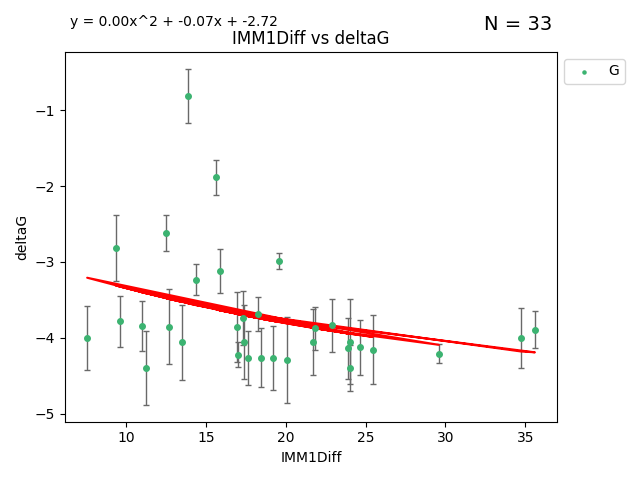 y = 0.00x^2 + -0.07x + -2.72
N = 33
IMM1Diff vs deltaG
G
deltaG
−1
−2
−3
−4
−5
10 15 20 25 30 35
IMM1Diff